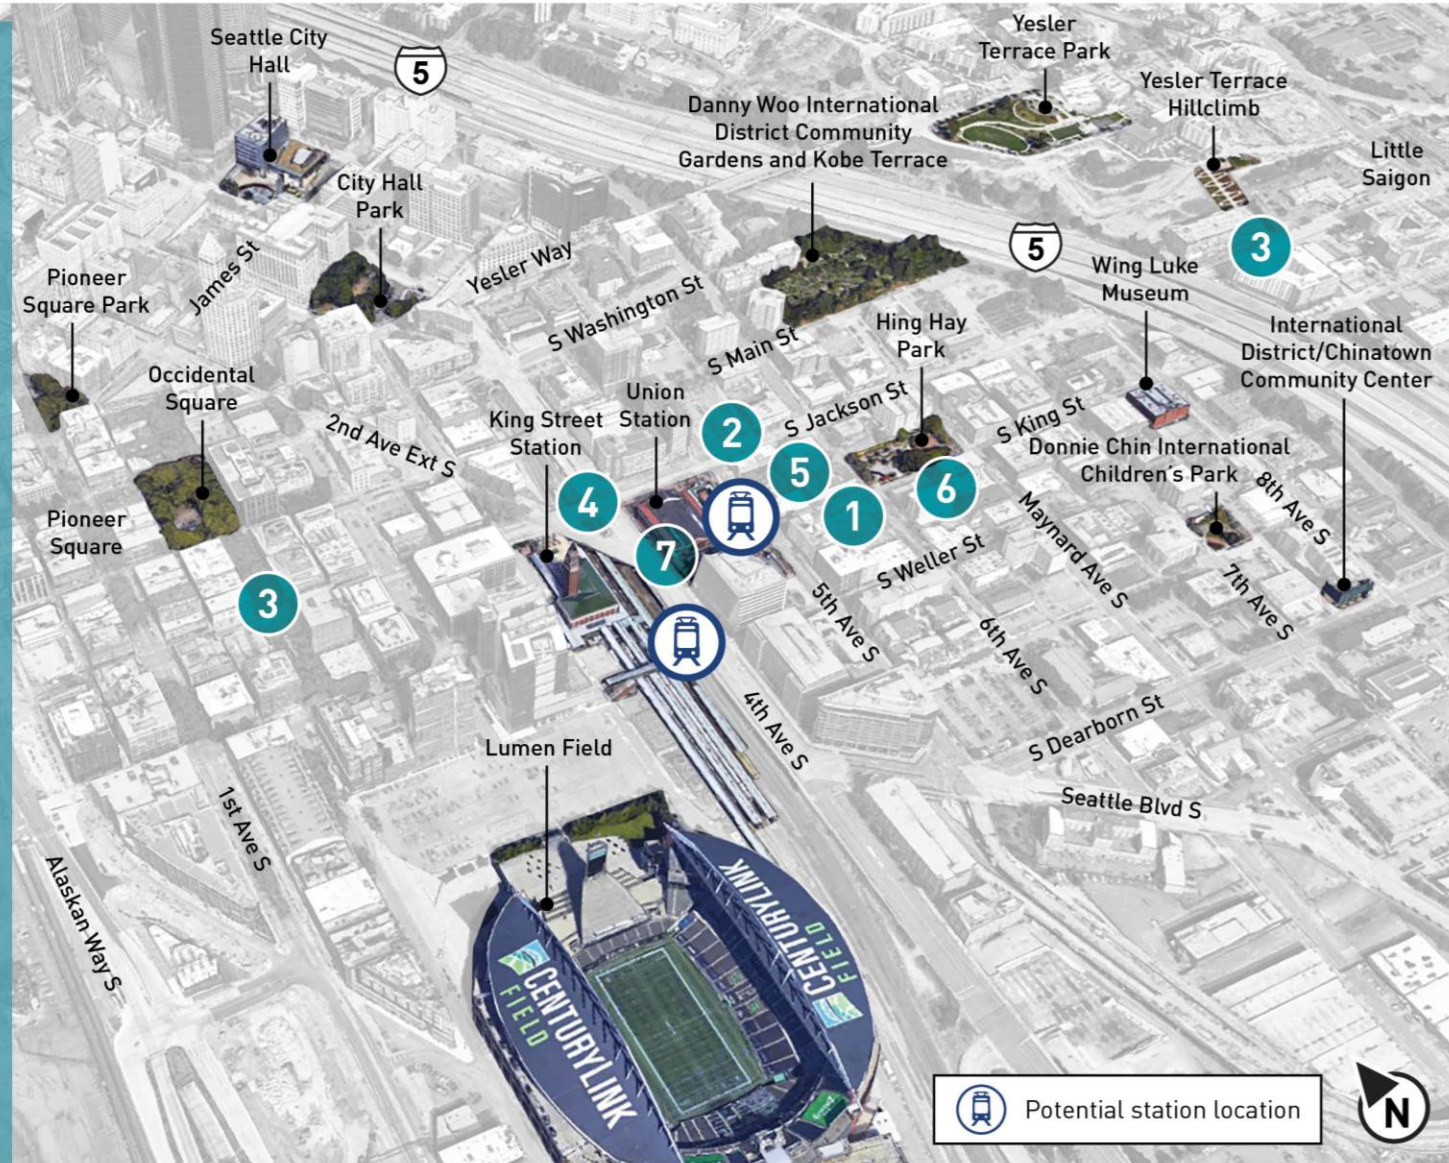 Seattle City
Hall
5
Yesler
Terrace Park
Yesler Terrace
Hillclimb
Danny Woo International
District Community
Gardens and Kobe Terrace
Little
Saigon
City Hall
Park
James St
Yesler Way
5
3
Pioneer
Square Park
S Washington St
Wing Luke
Museum
Hing Hay
Park
International
District/Chinatown
Community Center
S Main St
Occidental
Square
2nd Ave Ext S
King Street
Station
Union
Station
2
S Jackson St
S King St
Donnie Chin International
Children's Park
8th Ave S
4
5
6
1
Pioneer
Square
7
S Weller St
Maynard Ave S
7th Ave S
3
5th Ave S
6th Ave S
4th Ave S
S Dearborn St
Lumen Field
Seattle Blvd S
1st Ave S
Alaskan Way S
CENTURYLINK
FIELD
CENTURYLINK
FIELD
Potential station location
N